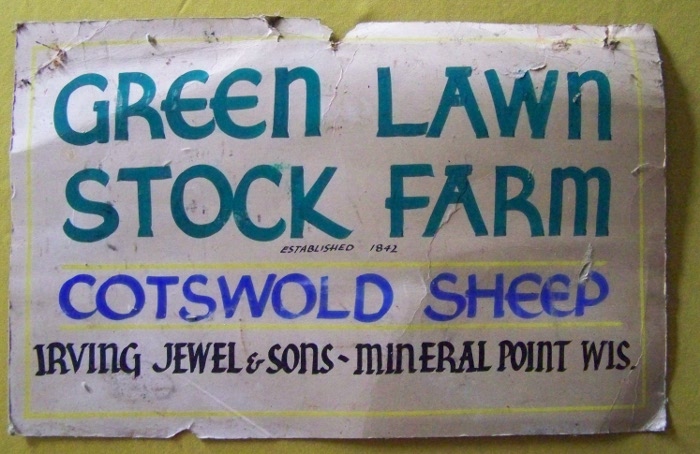 GREEN LAWN
STOCK FARM
ESTABLISHED 1842
COTSWOLD SHEEP
IRVING JEWEL & SONS - MINERAL POINT WIS.